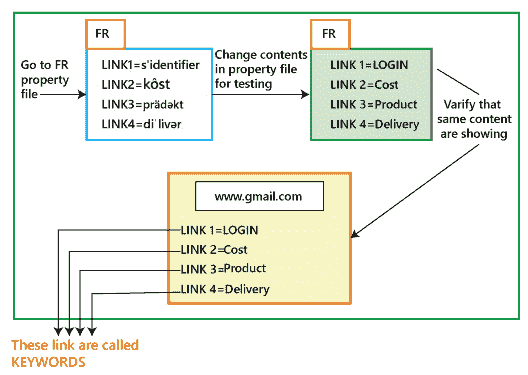 FR
Go to FR
property
file
LINK1=s'identifier
LINK2=kôst
LINK3=prädəkt
LINK4=diˈlivər
Change contents
in property file
for testing
FR
LINK 1=LOGIN
LINK 2=Cost
LINK 3=Product
LINK 4=Delivery
Varify that
same content
are showing
www.gmail.com
LINK 1=LOGIN
LINK 2=Cost
LINK 3=Product
LINK 4=Delivery
These link are called
KEYWORDS